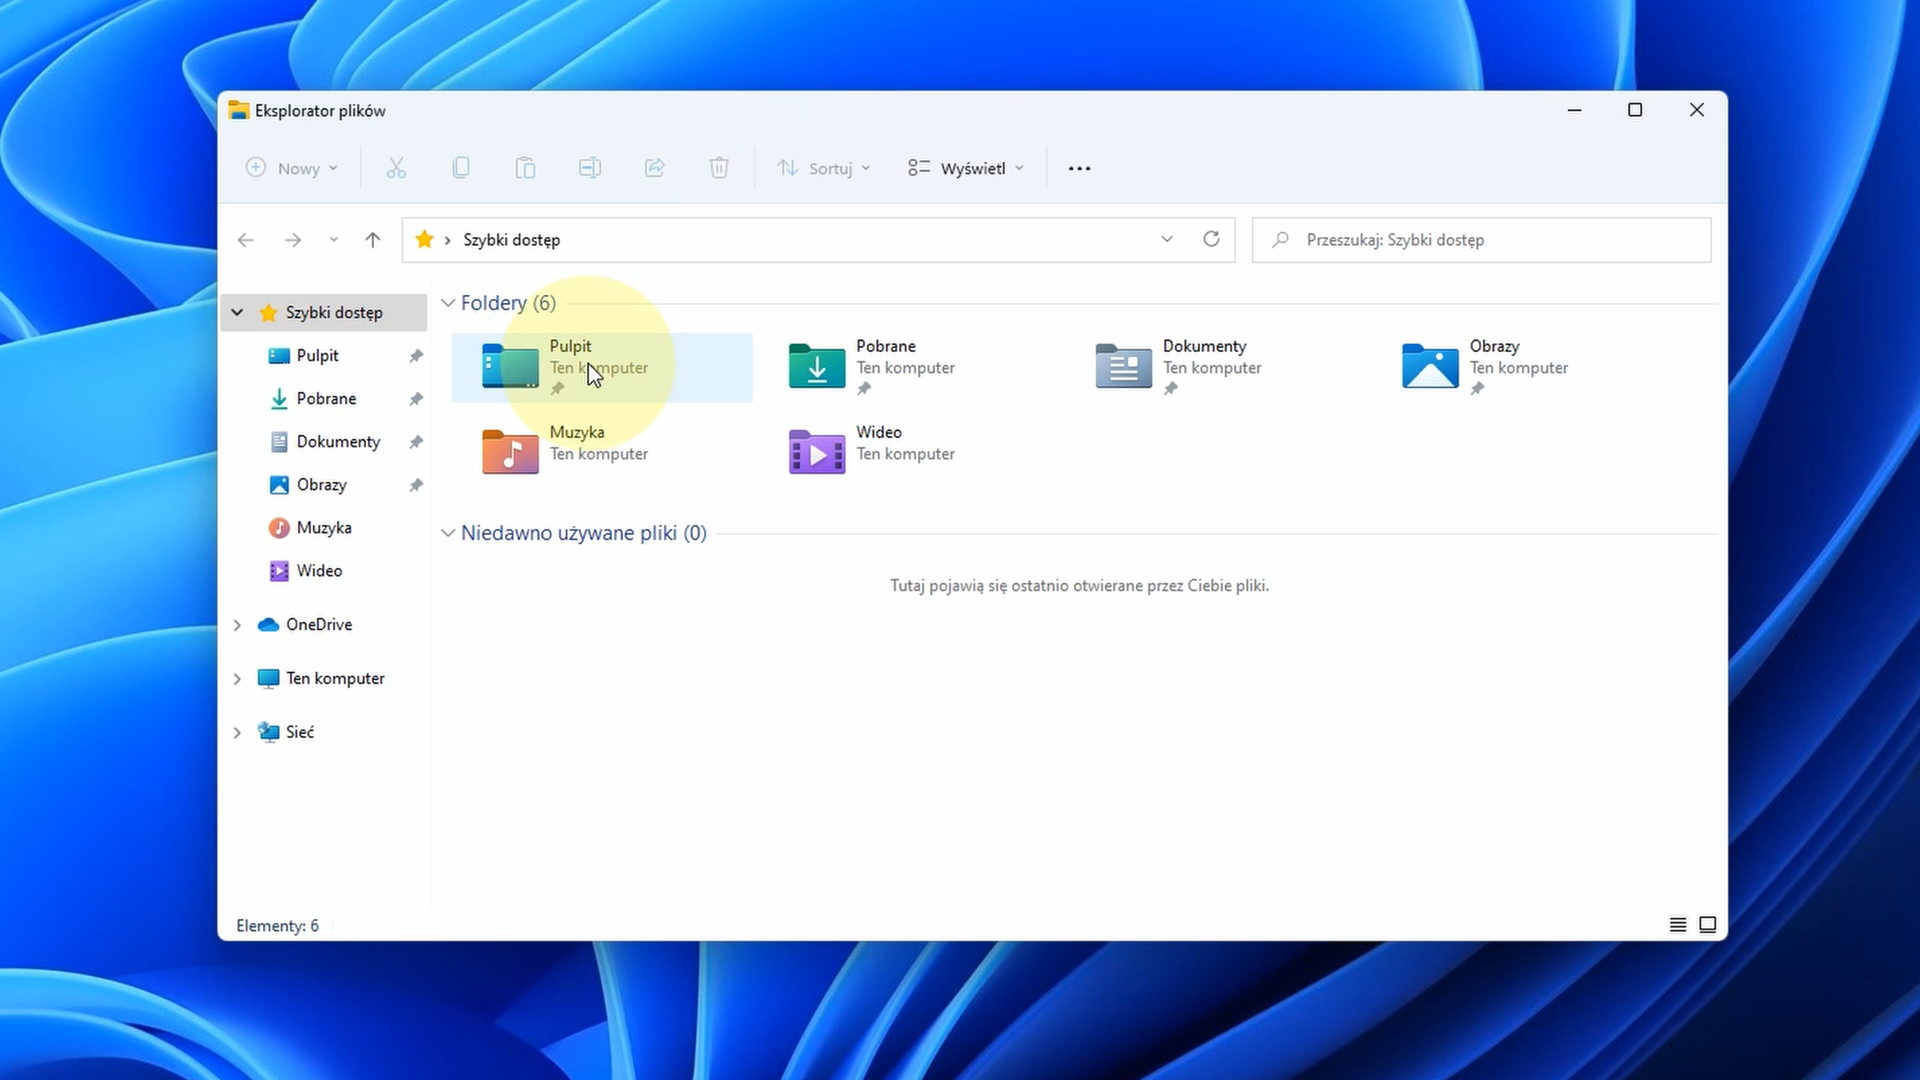 Eksplorator plików
Nowy
Sortuj
Wyświetl
Szybki dostęp
Przeszukaj: Szybki dostęp
Szybki dostęp
Pulpit
Pobrane
Dokumenty
Obrazy
Muzyka
Wideo
OneDrive
Ten komputer
Sieć
Foldery (6)
Pulpit
Ten komputer
Pobrane
Ten komputer
Dokumenty
Ten komputer
Obrazy
Ten komputer
Muzyka
Ten komputer
Wideo
Ten komputer
Niedawno używane pliki (0)
Tutaj pojawią się ostatnio otwierane przez Ciebie pliki.
Elementy: 6